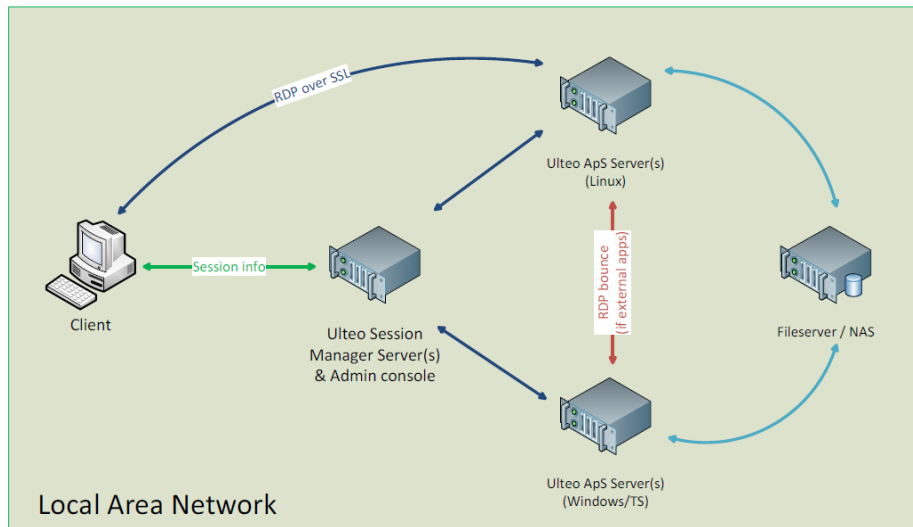 RDP over SSL
Ulteo ApS Server(s)
(Linux)
Session info
RDP bounce
(if external apps)
Client
Ulteo Session
Manager Server(s)
& Admin console
Fileserver / NAS
Ulteo ApS Server(s)
(Windows/TS)
Local Area Network